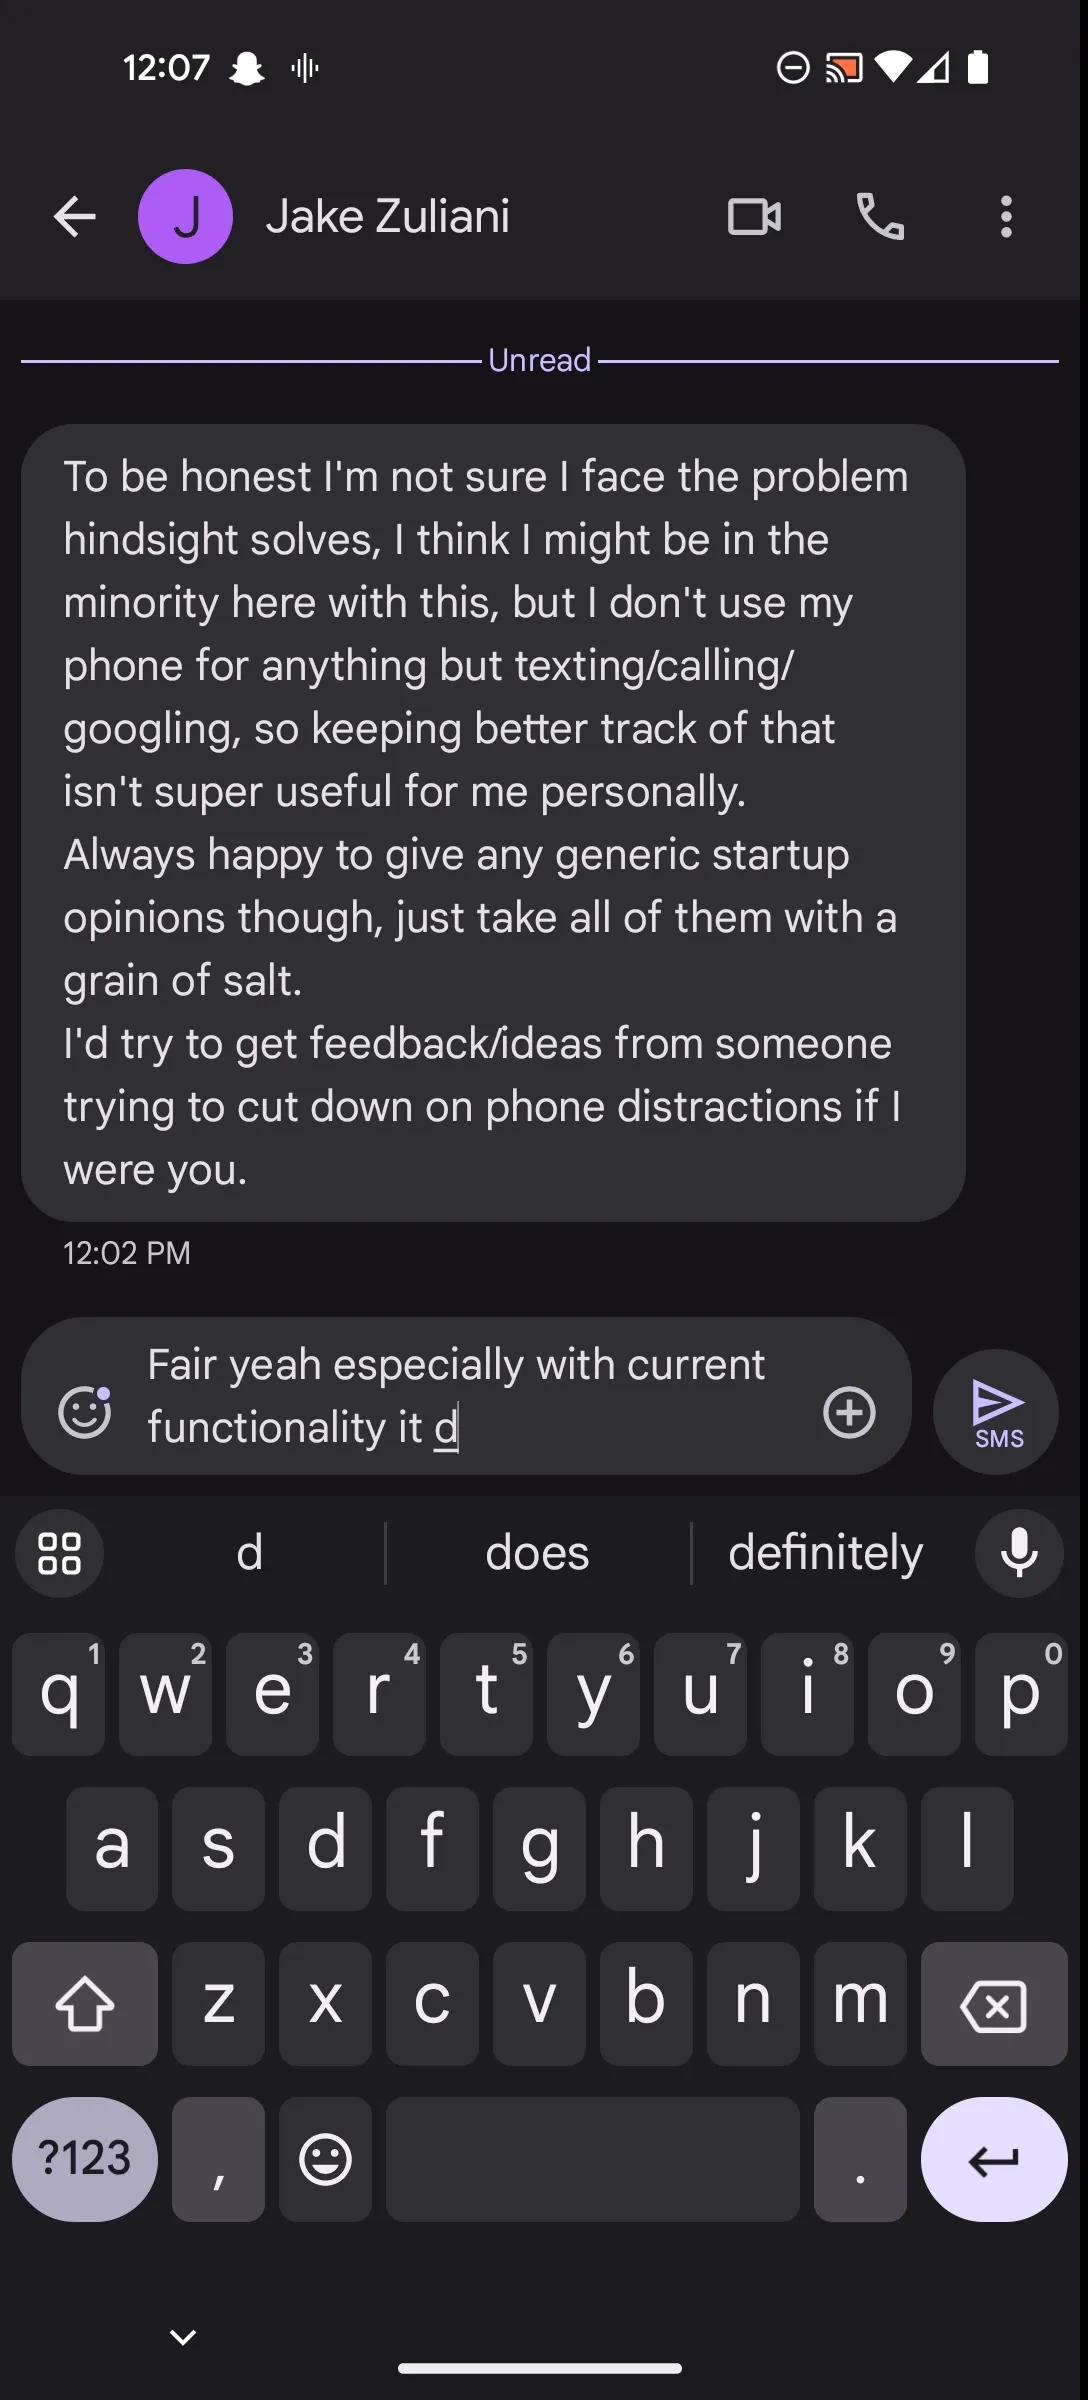 12:07
J
Jake Zuliani
Unread
To be honest I'm not sure I face the problem
hindsight solves, I think I might be in the
minority here with this, but I don't use my
phone for anything but texting/calling/
googling, so keeping better track of that
isn't super useful for me personally.
Always happy to give any generic startup
opinions though, just take all of them with a
grain of salt.
I'd try to get feedback/ideas from someone
trying to cut down on phone distractions if I
were you.
12:02 PM
Fair yeah especially with current
functionality it d
SMS
d does definitely
1 2 3 4 5 6 7 8 9 0
q w e r t y u i o p
a s d f g h j k l
z x c v b n m
?123 , .